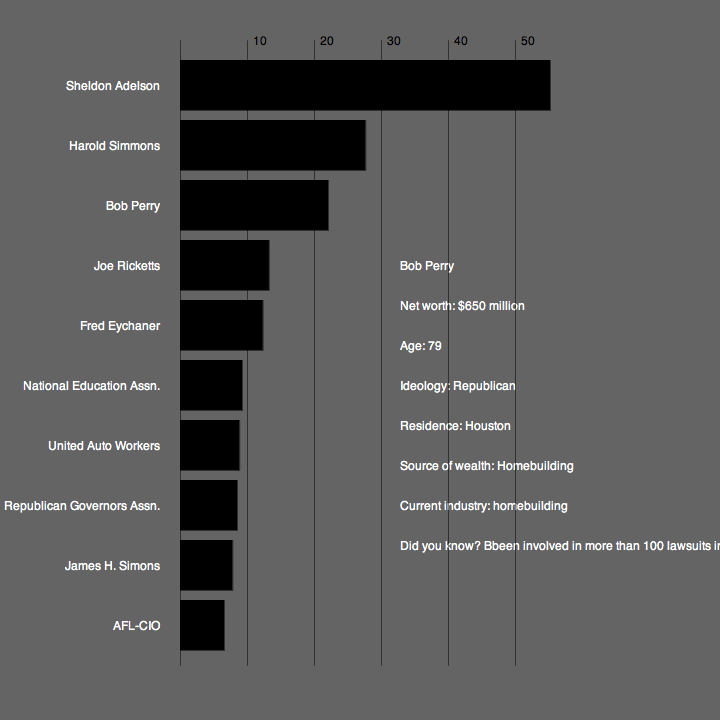 10 20 30 40 50
Sheldon Adelson
Harold Simmons
Bob Perry
Joe Ricketts
Fred Eychaner
National Education Assn.
United Auto Workers
Republican Governors Assn.
James H. Simons
AFL-CIO
Bob Perry
Net worth: $650 million
Age: 79
Ideology: Republican
Residence: Houston
Source of wealth: Homebuilding
Current industry: homebuilding
Did you know? Bbeen involved in more than 100 lawsuits